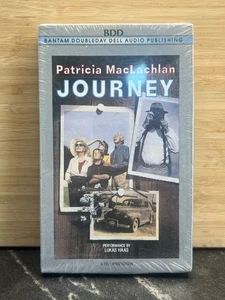 BDD
BANTAM DOUBLEDAY DELL AUDIO PUBLISHING
Patricia MacLachlan
JOURNEY
PERFORMANCE BY
LUKAS HAAS